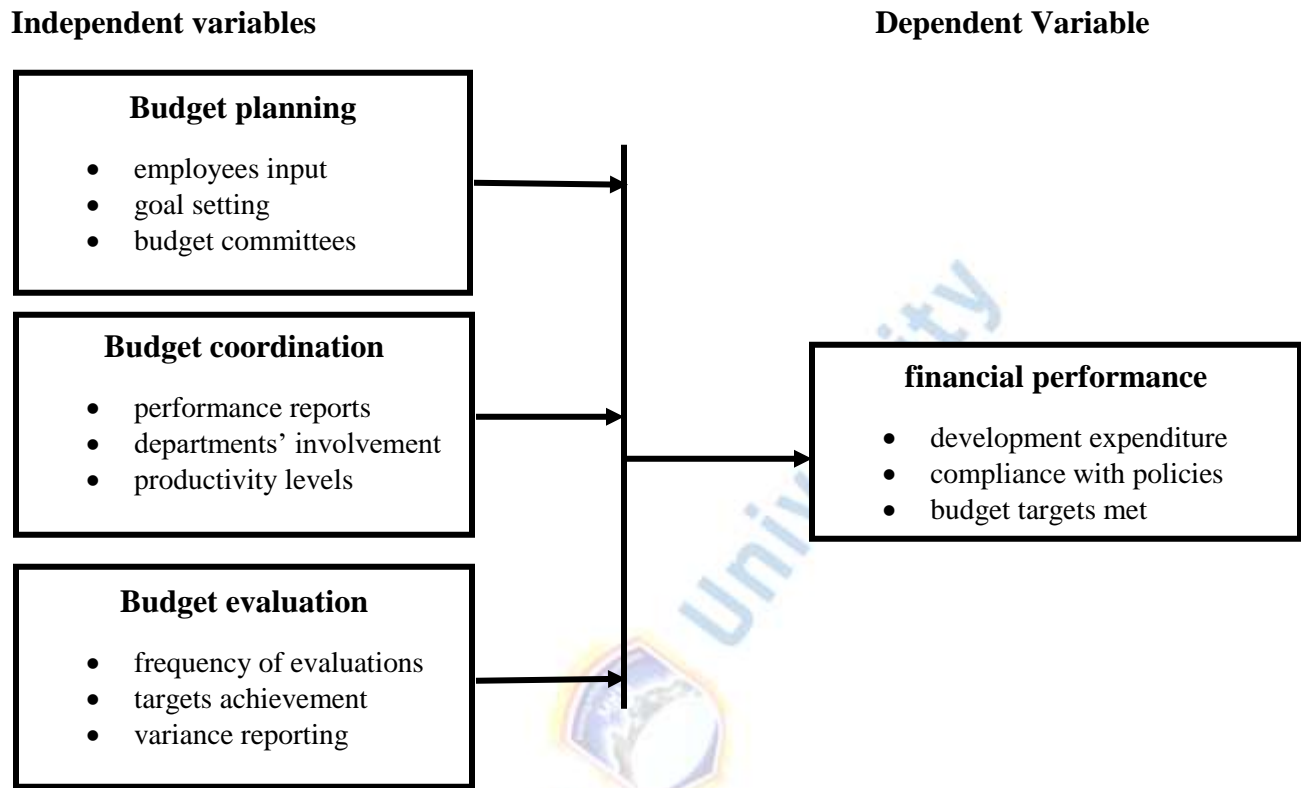 Independent variables
Dependent Variable
Budget planning
• employees input
• goal setting
• budget committees
Budget coordination
• performance reports
• departments’ involvement
• productivity levels
Budget evaluation
• frequency of evaluations
• targets achievement
• variance reporting
financial performance
• development expenditure
• compliance with policies
• budget targets met